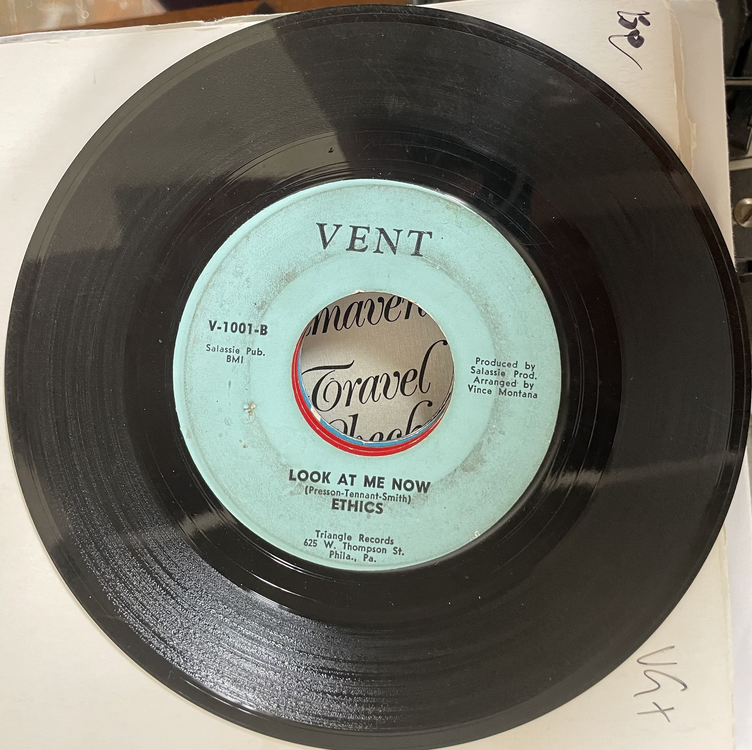 VENT
V-1001-B
Salassie Pub.
BMI
Produced by
Salassie Prod.
Arranged by
Vince Montana
Travel
LOOK AT ME NOW
(Presson-Tennant-Smith)
ETHICS
Triangle Records
625 W. Thompson St.
Phila., Pa.
VG+